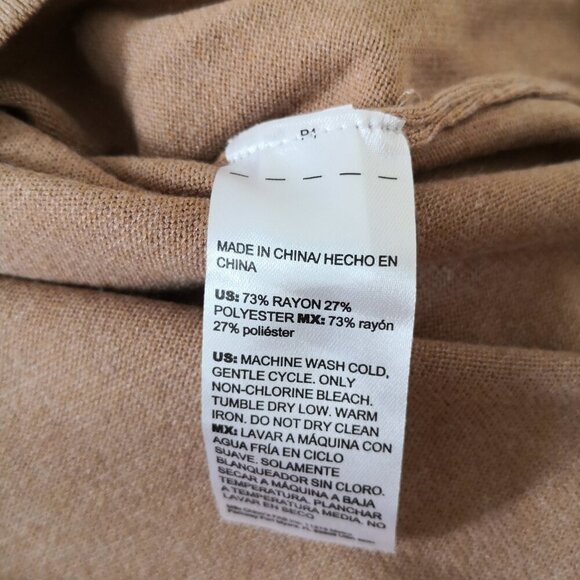 P1
MADE IN CHINA/ HECHO EN
CHINA
US: 73% RAYON 27%
POLYESTER MX: 73% rayón
27% poliéster
US: MACHINE WASH COLD,
GENTLE CYCLE. ONLY
NON-CHLORINE BLEACH.
TUMBLE DRY LOW. WARM
IRON. DO NOT DRY CLEAN
MX: LAVAR A MÁQUINA CON
AGUA FRÍA EN CICLO
SUAVE. SOLAMENTE
BLANQUEADOR SIN CLORO.
SECAR A MÁQUINA A BAJA
TEMPERATURA. PLANCHAR
A TEMPERATURA MEDIA. NO
LAVAR EN SECO